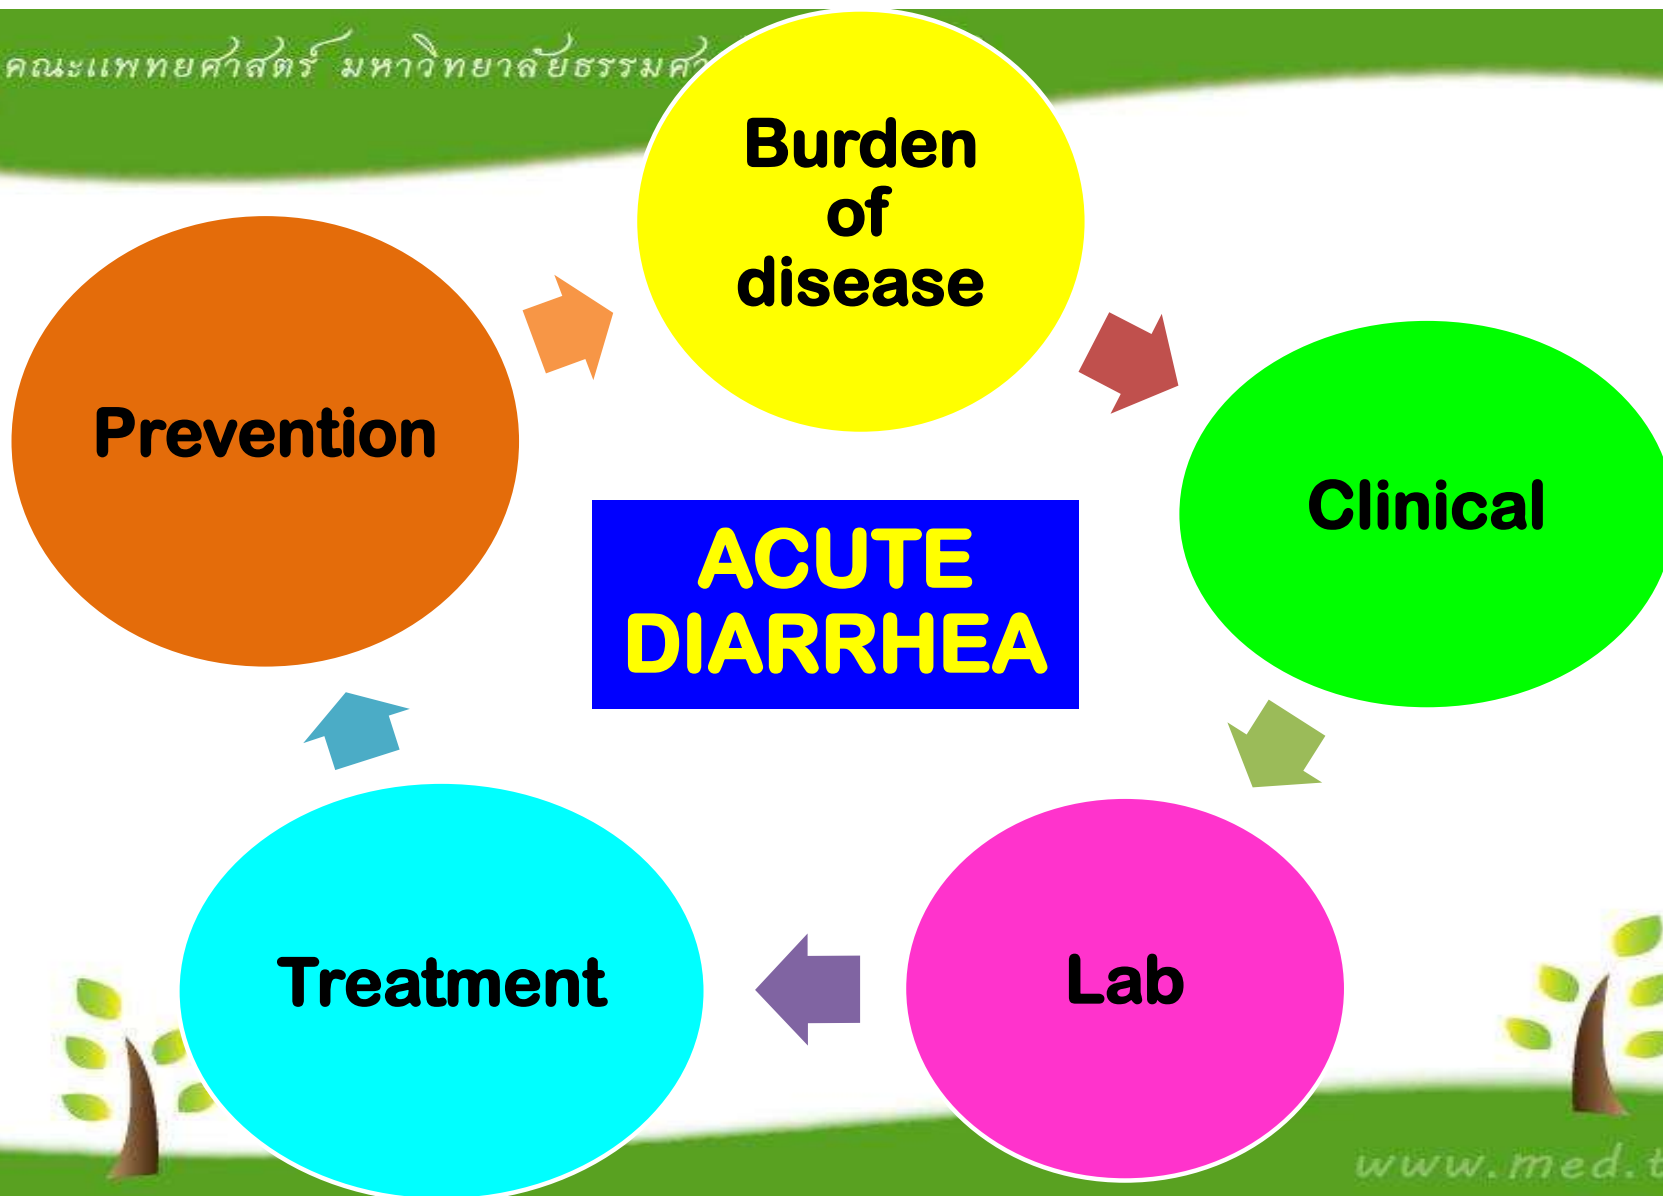 คณะแพทยศาสตร์ มหาวิทยาลัยธรรมศา
Burden
of
disease
Prevention
Clinical
ACUTE
DIARRHEA
Treatment
Lab
www.med.t